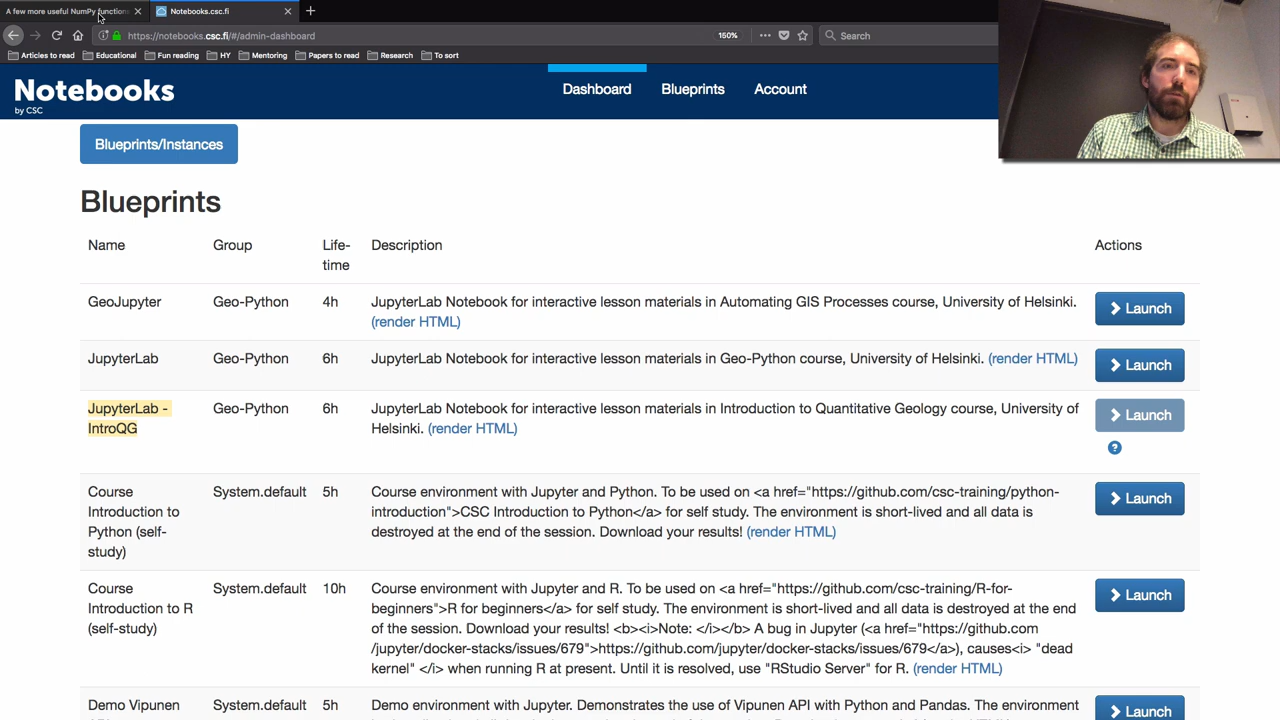 A few more useful NumPy functions
Notebooks.csc.fi
https://notebooks.csc.fi/#/admin-dashboard
150%
Search
Articles to read
Educational
Fun reading
HY
Mentoring
Papers to read
Research
To sort
Notebooks
by CSC
Dashboard
Blueprints
Account
Blueprints/Instances
Blueprints
Name
Group
Life-
time
Description
Actions
GeoJupyter
Geo-Python
4h
JupyterLab Notebook for interactive lesson materials in Automating GIS Processes course, University of Helsinki.
(render HTML)
Launch
JupyterLab
Geo-Python
6h
JupyterLab Notebook for interactive lesson materials in Geo-Python course, University of Helsinki. (render HTML)
Launch
JupyterLab -
IntroQG
Geo-Python
6h
JupyterLab Notebook for interactive lesson materials in Introduction to Quantitative Geology course, University of
Helsinki. (render HTML)
Launch
Course
Introduction to
Python (self-
study)
System.default
5h
Course environment with Jupyter and Python. To be used on <a href="https://github.com/csc-training/python-
introduction">CSC Introduction to Python</a> for self study. The environment is short-lived and all data is
destroyed at the end of the session. Download your results! (render HTML)
Launch
Course
Introduction to R
(self-study)
System.default
10h
Course environment with Jupyter and R. To be used on <a href="https://github.com/csc-training/R-for-
beginners">R for beginners</a> for self study. The environment is short-lived and all data is destroyed at the end
of the session. Download your results! <b><i>Note: </i></b> A bug in Jupyter (<a href="https://github.com
/jupyter/docker-stacks/issues/679">https://github.com/jupyter/docker-stacks/issues/679</a>), causes<i> "dead
kernel" </i> when running R at present. Until it is resolved, use "RStudio Server" for R. (render HTML)
Launch
Demo Vipunen
System.default
5h
Demo environment with Jupyter. Demonstrates the use of Vipunen API with Python and Pandas. The environment
Launch